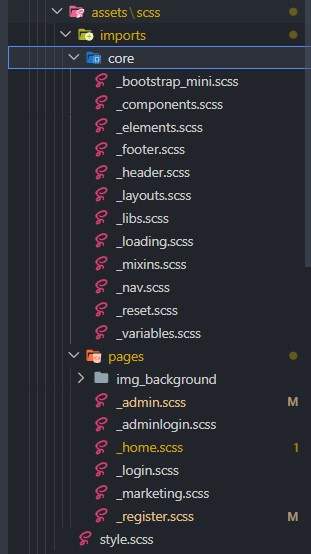 assets\scss
imports
core
_bootstrap_mini.scss
_components.scss
_elements.scss
_footer.scss
_header.scss
_layouts.scss
_libs.scss
_loading.scss
_mixins.scss
_nav.scss
_reset.scss
_variables.scss
pages
img_background
_admin.scss M
_adminlogin.scss
_home.scss 1
_login.scss
_marketing.scss
_register.scss M
style.scss